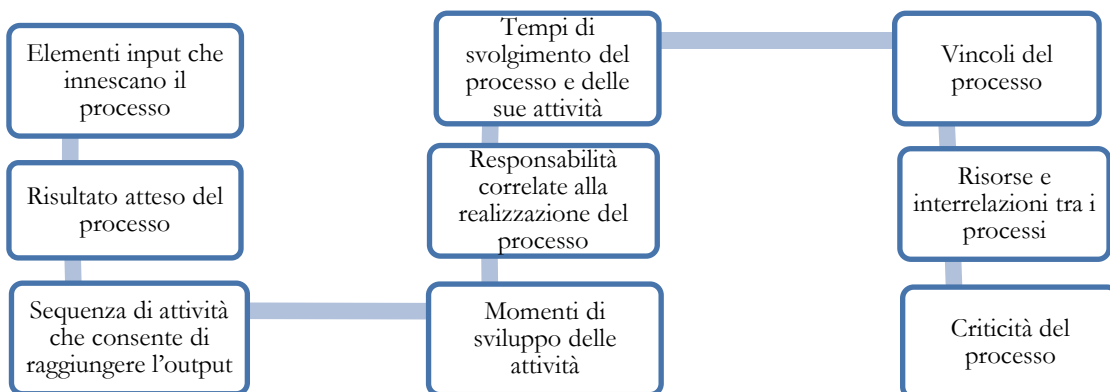 Elementi input che
innescano il
processo
Risultato atteso del
processo
Sequenza di attività
che consente di
raggiungere l’output
Momenti di
sviluppo delle
attività
Responsabilità
correlate alla
realizzazione del
processo
Tempi di
svolgimento del
processo e delle
sue attività
Vincoli del
processo
Risorse e
interrelazioni tra i
processi
Criticità del
processo